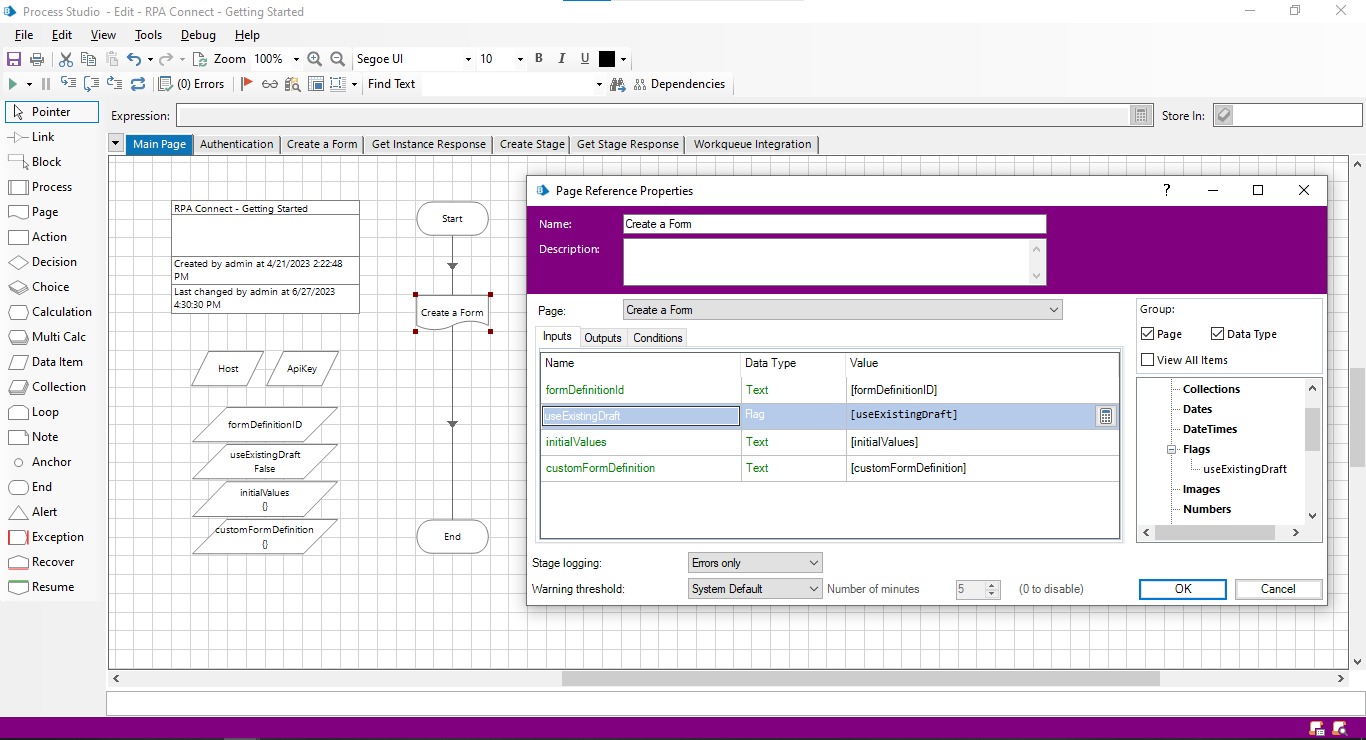 Process Studio - Edit - RPA Connect - Getting Started
File Edit View Tools Debug Help
Zoom 100% Segoe UI 10 B I U
(0) Errors Find Text Dependencies
Pointer
Link
Block
Process
Page
Action
Decision
Choice
Calculation
Multi Calc
Data Item
Collection
Loop
Note
Anchor
End
Alert
Exception
Recover
Resume
Expression: Store In:
Main Page Authentication Create a Form Get Instance Response Create Stage Get Stage Response Workqueue Integration
RPA Connect - Getting Started
Created by admin at 4/21/2023 2:22:48
PM
Last changed by admin at 6/27/2023
4:30:30 PM
Host ApiKey
formDefinitionID
useExistingDraft
False
initialValues
{}
customFormDefinition
{}
Start
Create a Form
End
Page Reference Properties ?
Name: Create a Form
Description:
Page: Create a Form
Inputs Outputs Conditions
Name Data Type Value
formDefinitionId Text [formDefinitionID]
useExistingDraft Flag [useExistingDraft]
initialValues Text [initialValues]
customFormDefinition Text [customFormDefinition]
Group:
Page Data Type
View All Items
Collections
Dates
DateTimes
Flags
useExistingDraft
Images
Numbers
Stage logging: Errors only
Warning threshold: System Default Number of minutes 5 (0 to disable)
OK Cancel